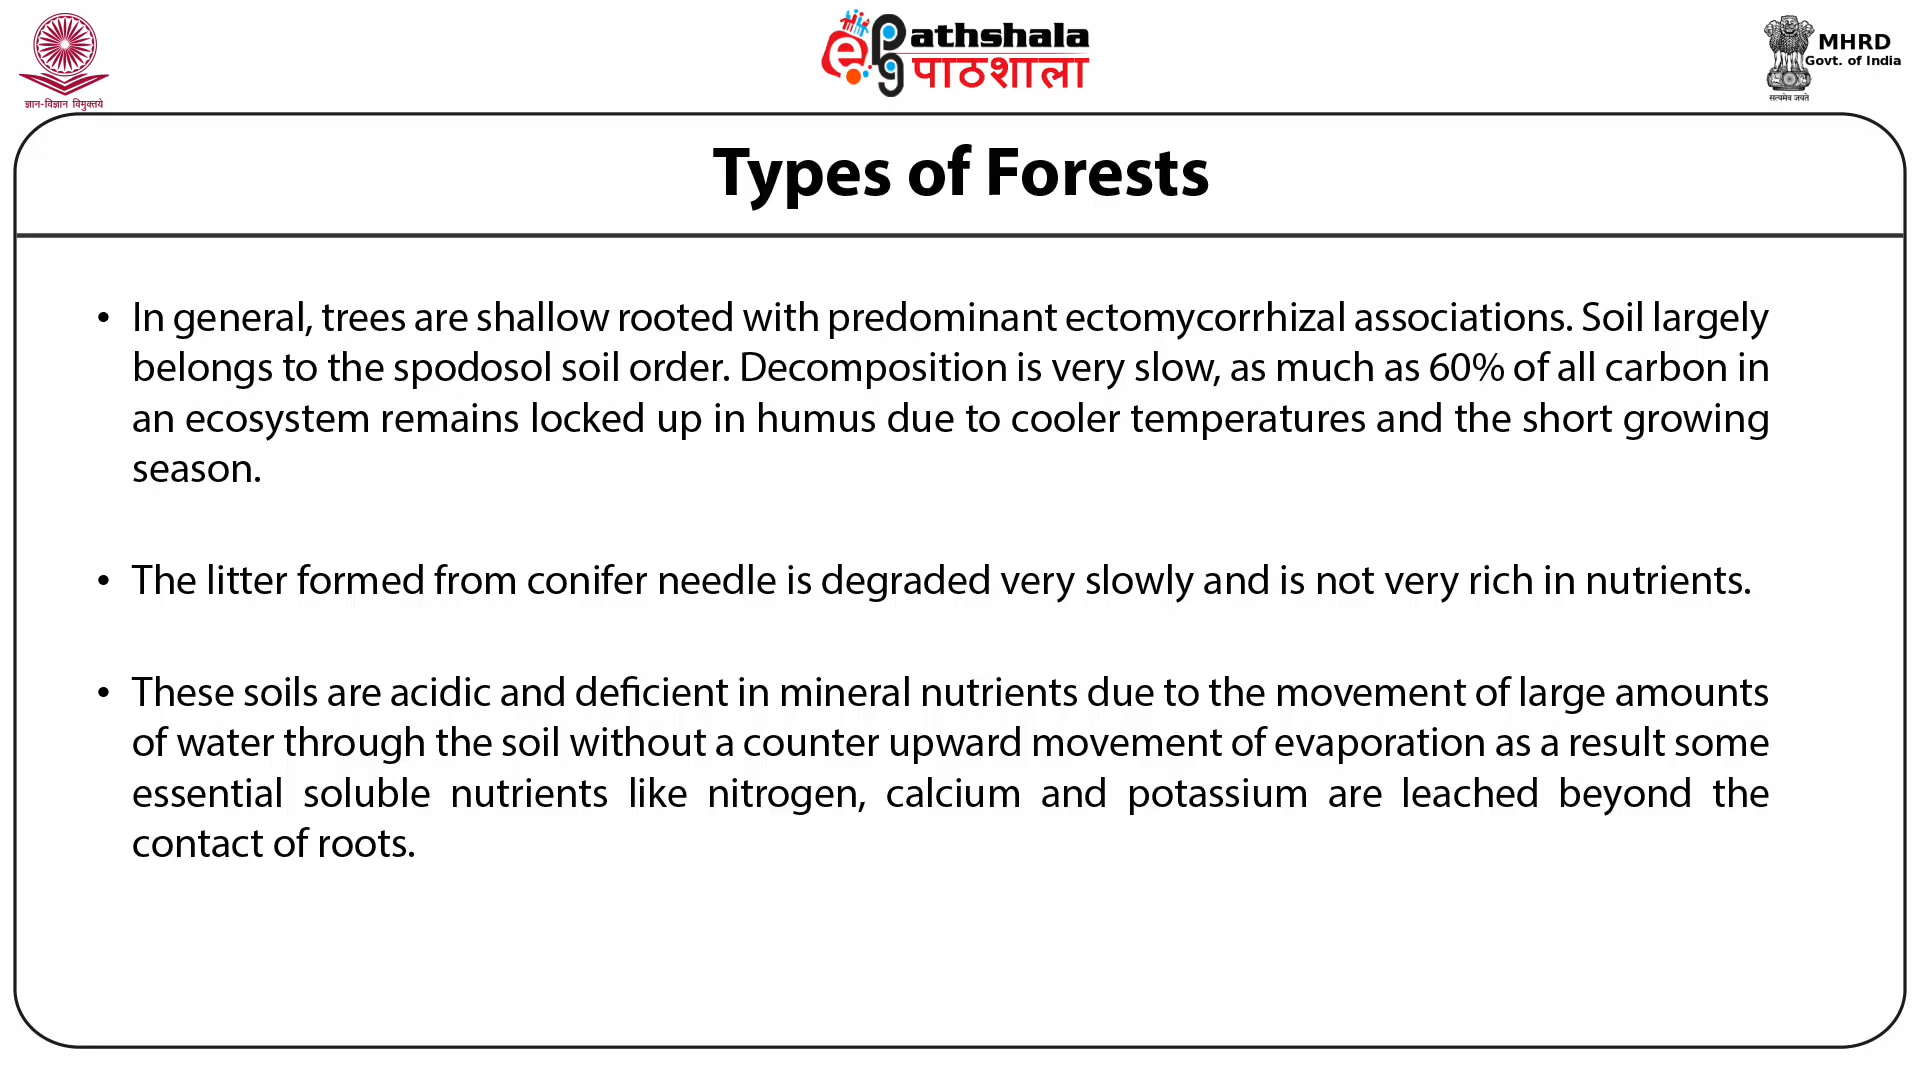 ज्ञान-विज्ञान विमुक्तये
ePg
athshala
पाठशाला
MHRD
Govt. of India
सत्यमेव जयते
Types of Forests
• In general, trees are shallow rooted with predominant ectomycorrhizal associations. Soil largely
belongs to the spodosol soil order. Decomposition is very slow, as much as 60% of all carbon in
an ecosystem remains locked up in humus due to cooler temperatures and the short growing
season.
• The litter formed from conifer needle is degraded very slowly and is not very rich in nutrients.
• These soils are acidic and deficient in mineral nutrients due to the movement of large amounts
of water through the soil without a counter upward movement of evaporation as a result some
essential soluble nutrients like nitrogen, calcium and potassium are leached beyond the
contact of roots.